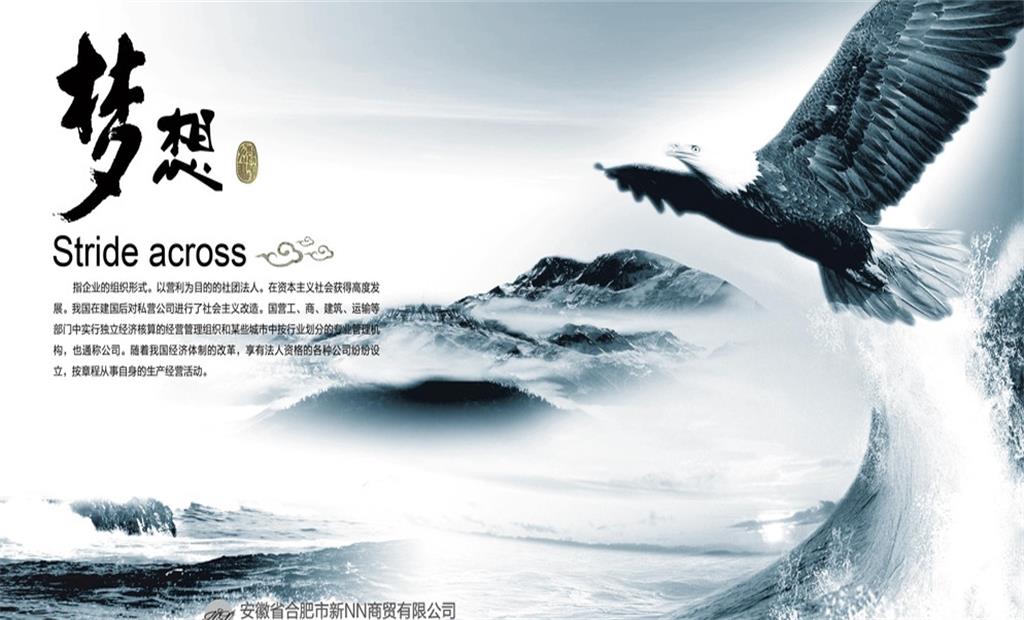 梦想
Stride across
指企业的组织形式。以营利为目的的社团法人。在资本主义社会获得高度发
展。我国在建国后对私营公司进行了社会主义改造。国营工、商、建筑、运输等
部门中实行独立经济核算的经营管理组织和某些城市中按行业划分的专业管理机
构，也通称公司。随着我国经济体制的改革，享有法人资格的各种公司纷纷设
立，按章程从事自身的生产经营活动。
安徽省合肥市新NN商贸有限公司